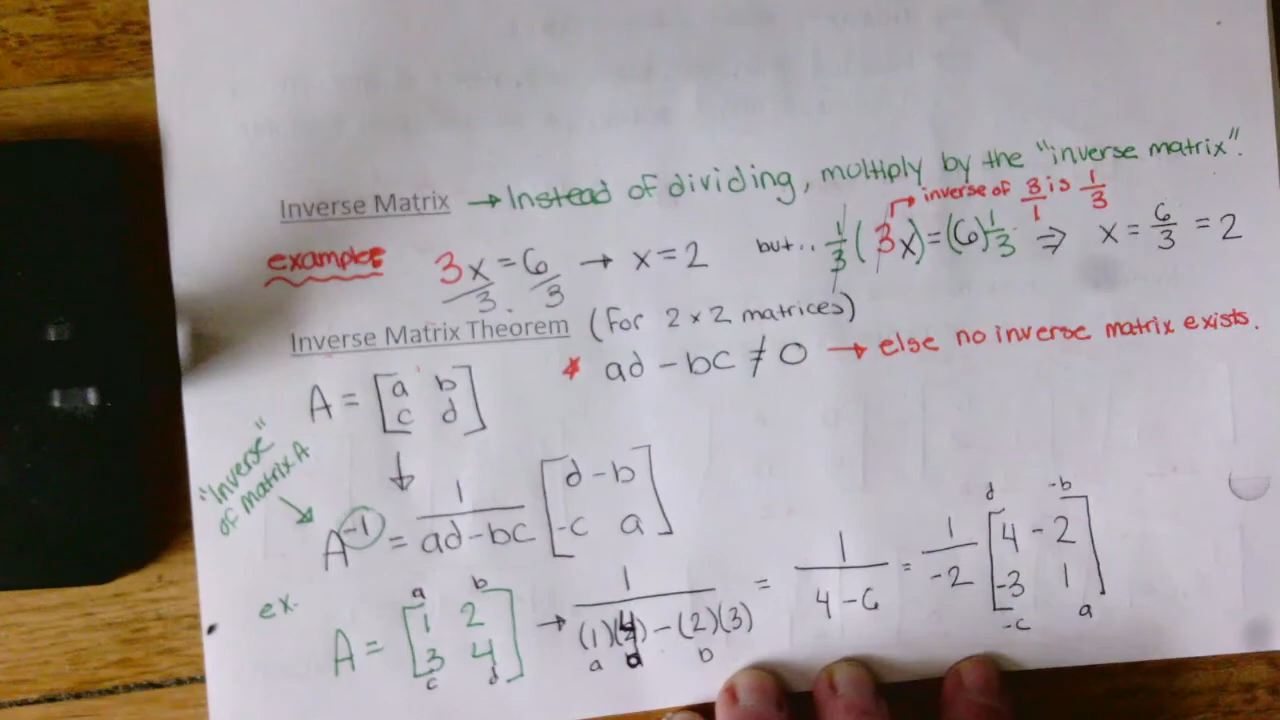 Inverse Matrix → Instead of dividing, multiply by the "inverse matrix".
inverse of 3/1 is 1/3
example: 3x/3 = 6/3 → x = 2 but.. 1/3 (3x) = (6) 1/3 ⇒ x = 6/3 = 2
Inverse Matrix Theorem (for 2 x 2 matrices)
* ad - bc ≠ 0 → else no inverse matrix exists.
A = [a b
c d]
↓
"Inverse" of matrix A
A⁻¹ = 1/(ad-bc) [d -b
-c a]
ex. A = [1 2
3 4] → 1/((1)(4) - (2)(3)) = 1/(4-6) = 1/-2 [4 -2
-3 1]
a b
c d
a d b
d -b
-c a